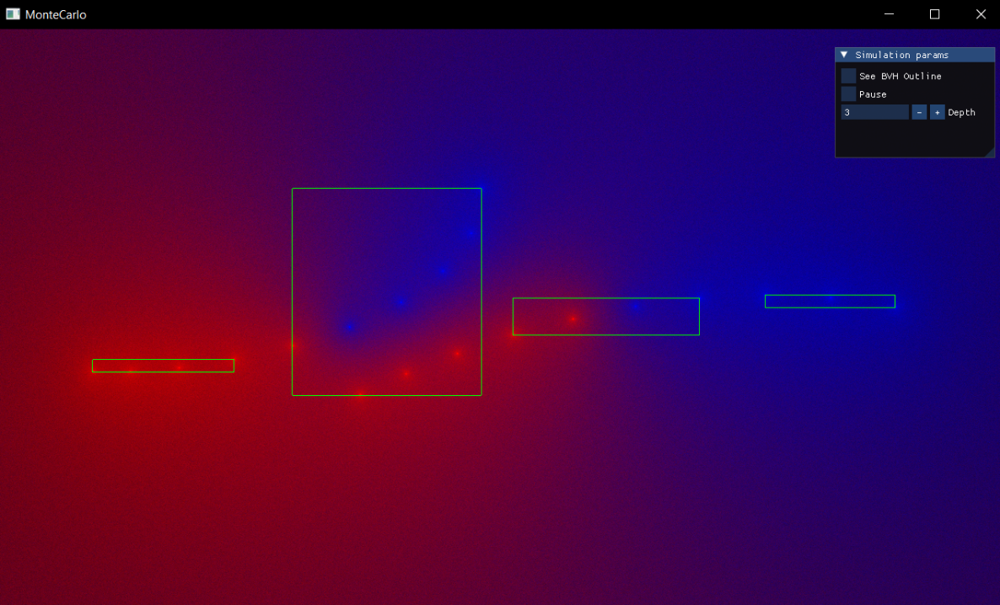 MonteCarlo
Simulation params
See BVH Outline
Pause
3 - + Depth